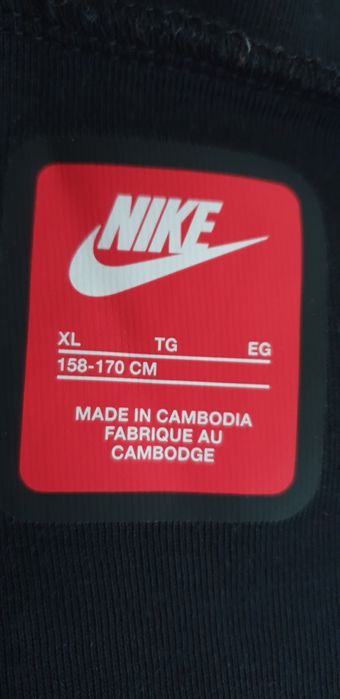 NIKE
XL TG EG
158-170 CM
MADE IN CAMBODIA
FABRIQUE AU
CAMBODGE